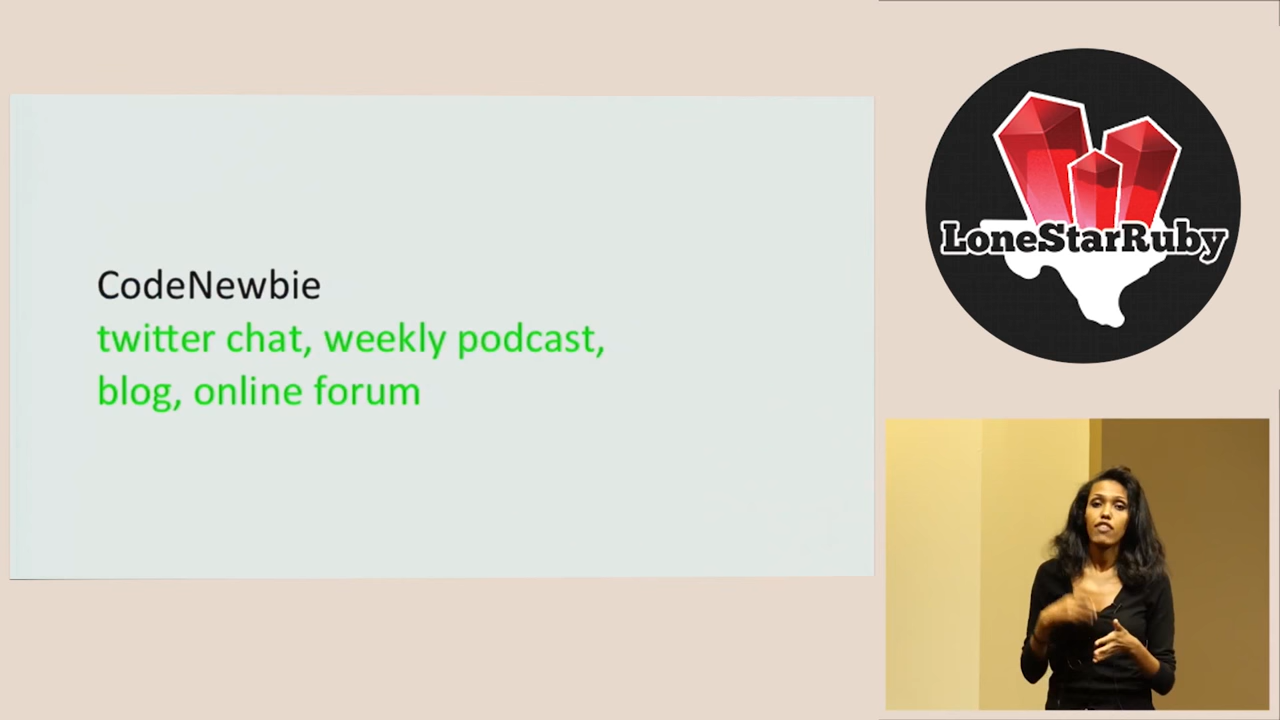 CodeNewbie
twitter chat, weekly podcast,
blog, online forum
LoneStarRuby